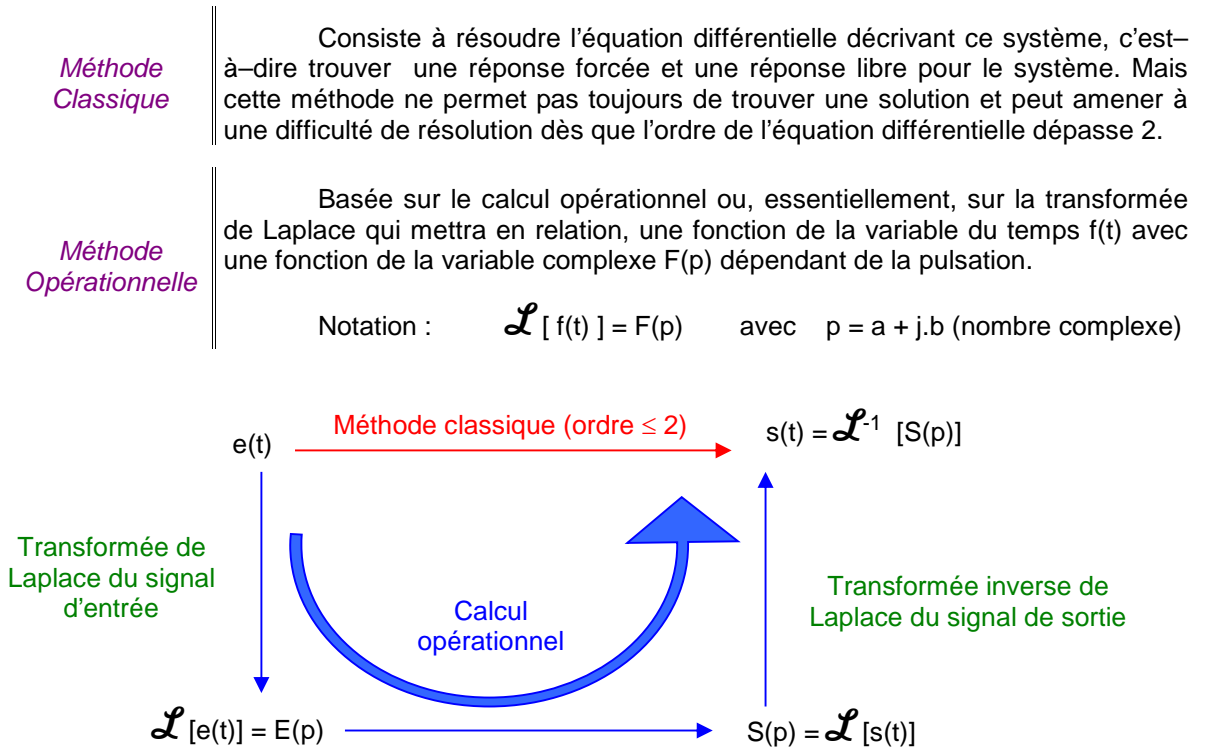 Méthode
Classique
Consiste à résoudre l'équation différentielle décrivant ce système, c'est–
à–dire trouver une réponse forcée et une réponse libre pour le système. Mais
cette méthode ne permet pas toujours de trouver une solution et peut amener à
une difficulté de résolution dès que l'ordre de l'équation différentielle dépasse 2.
Méthode
Opérationnelle
Basée sur le calcul opérationnel ou, essentiellement, sur la transformée
de Laplace qui mettra en relation, une fonction de la variable du temps f(t) avec
une fonction de la variable complexe F(p) dépendant de la pulsation.
Notation : ℒ [ f(t) ] = F(p) avec p = a + j.b (nombre complexe)
Méthode classique (ordre ≤ 2)
e(t)
s(t) = ℒ⁻¹ [S(p)]
Transformée de
Laplace du signal
d'entrée
Calcul
opérationnel
Transformée inverse de
Laplace du signal de sortie
ℒ [e(t)] = E(p)
S(p) = ℒ [s(t)]